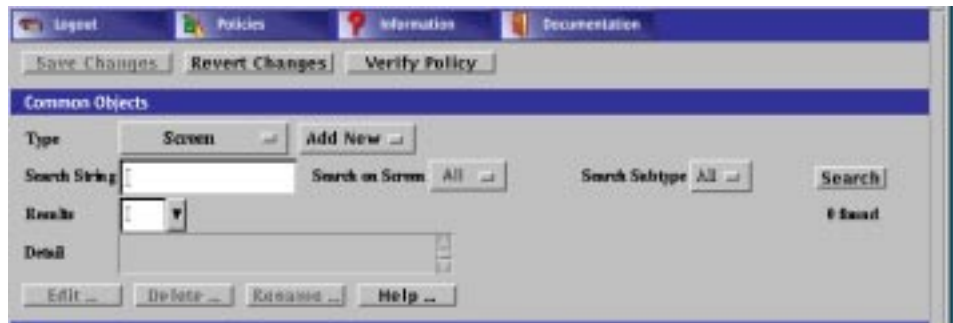 Logout Policies Information Documentation
Save Changes Revert Changes Verify Policy
Common Objects
Type Screen Add New
Search String Search on Screen All Search Subtype All Search
Results 0 found
Detail
Edit ... Delete ... Rename ... Help ...